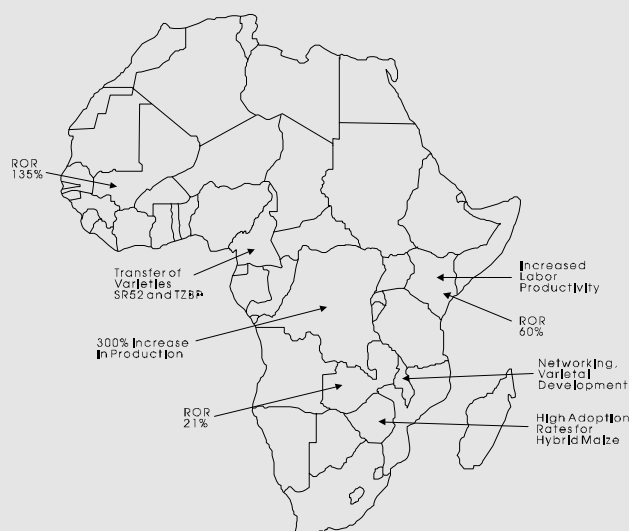 ROR
135%
Transfer of
Varieties
SR52 and TZBP
Increased
Labor
Productivity
300% Increase
In Production
ROR
60%
Networking,
Varietal
Development
ROR
21%
High Adoption
Rates for
Hybrid Maize